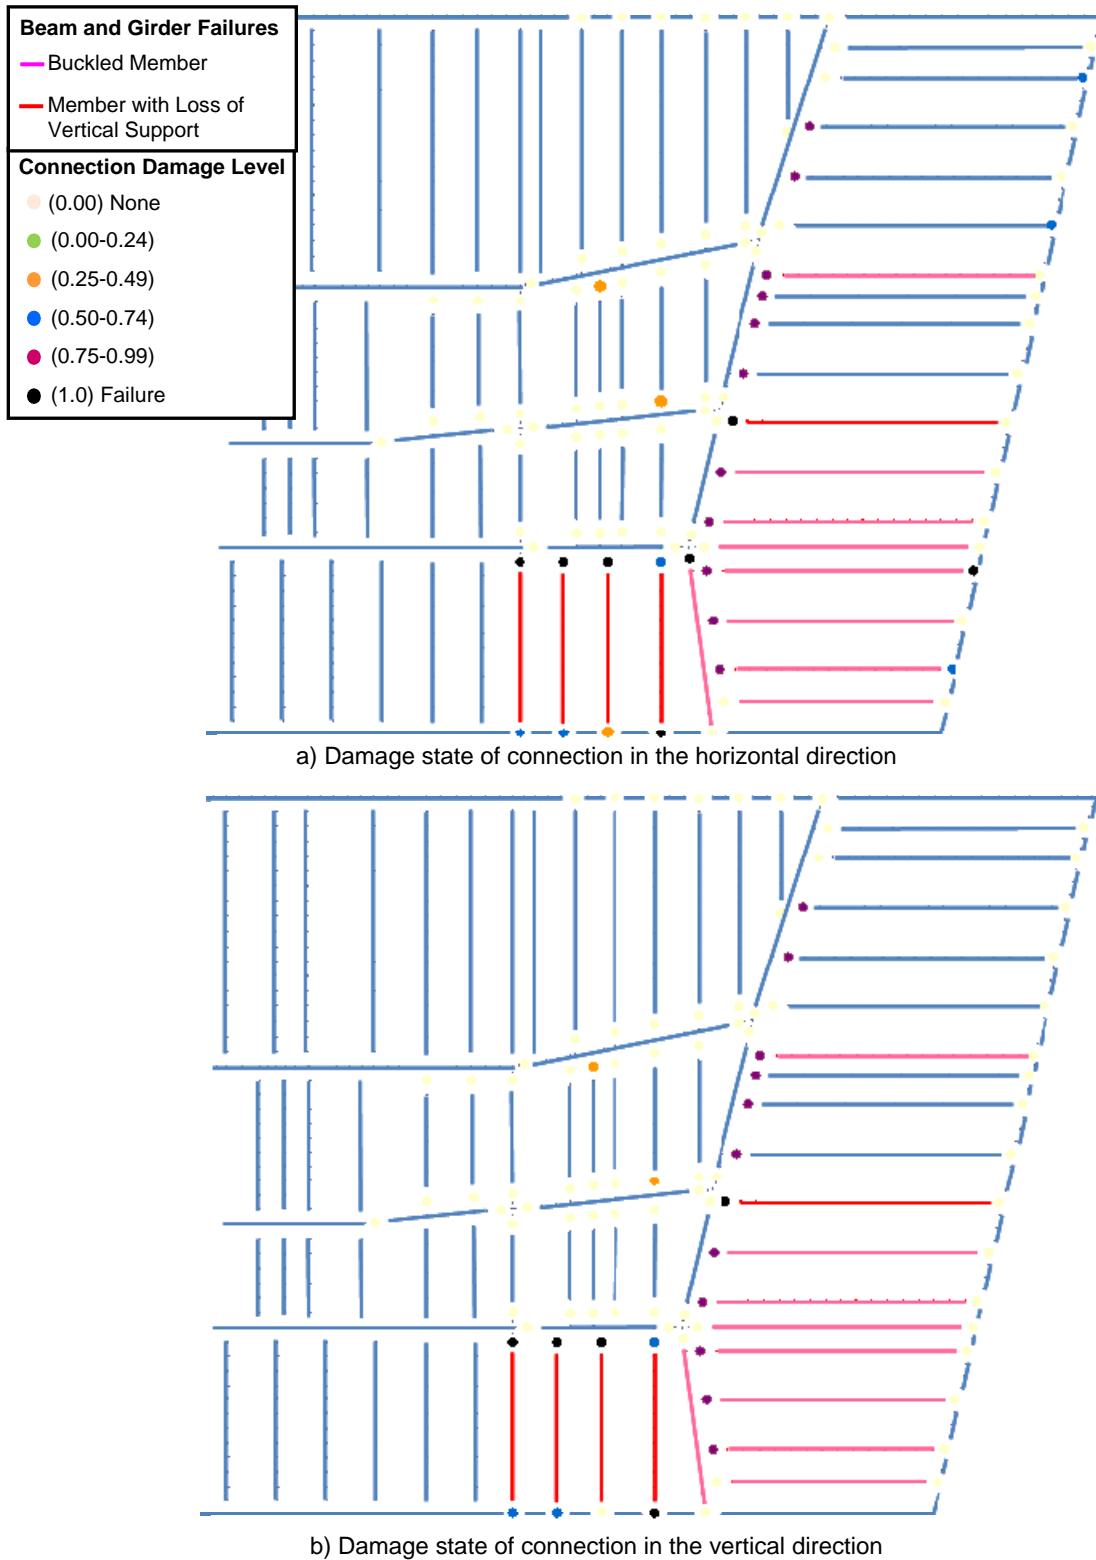 Beam and Girder Failures
Buckled Member
Member with Loss of
Vertical Support
Connection Damage Level
(0.00) None
(0.00-0.24)
(0.25-0.49)
(0.50-0.74)
(0.75-0.99)
(1.0) Failure
a) Damage state of connection in the horizontal direction
b) Damage state of connection in the vertical direction